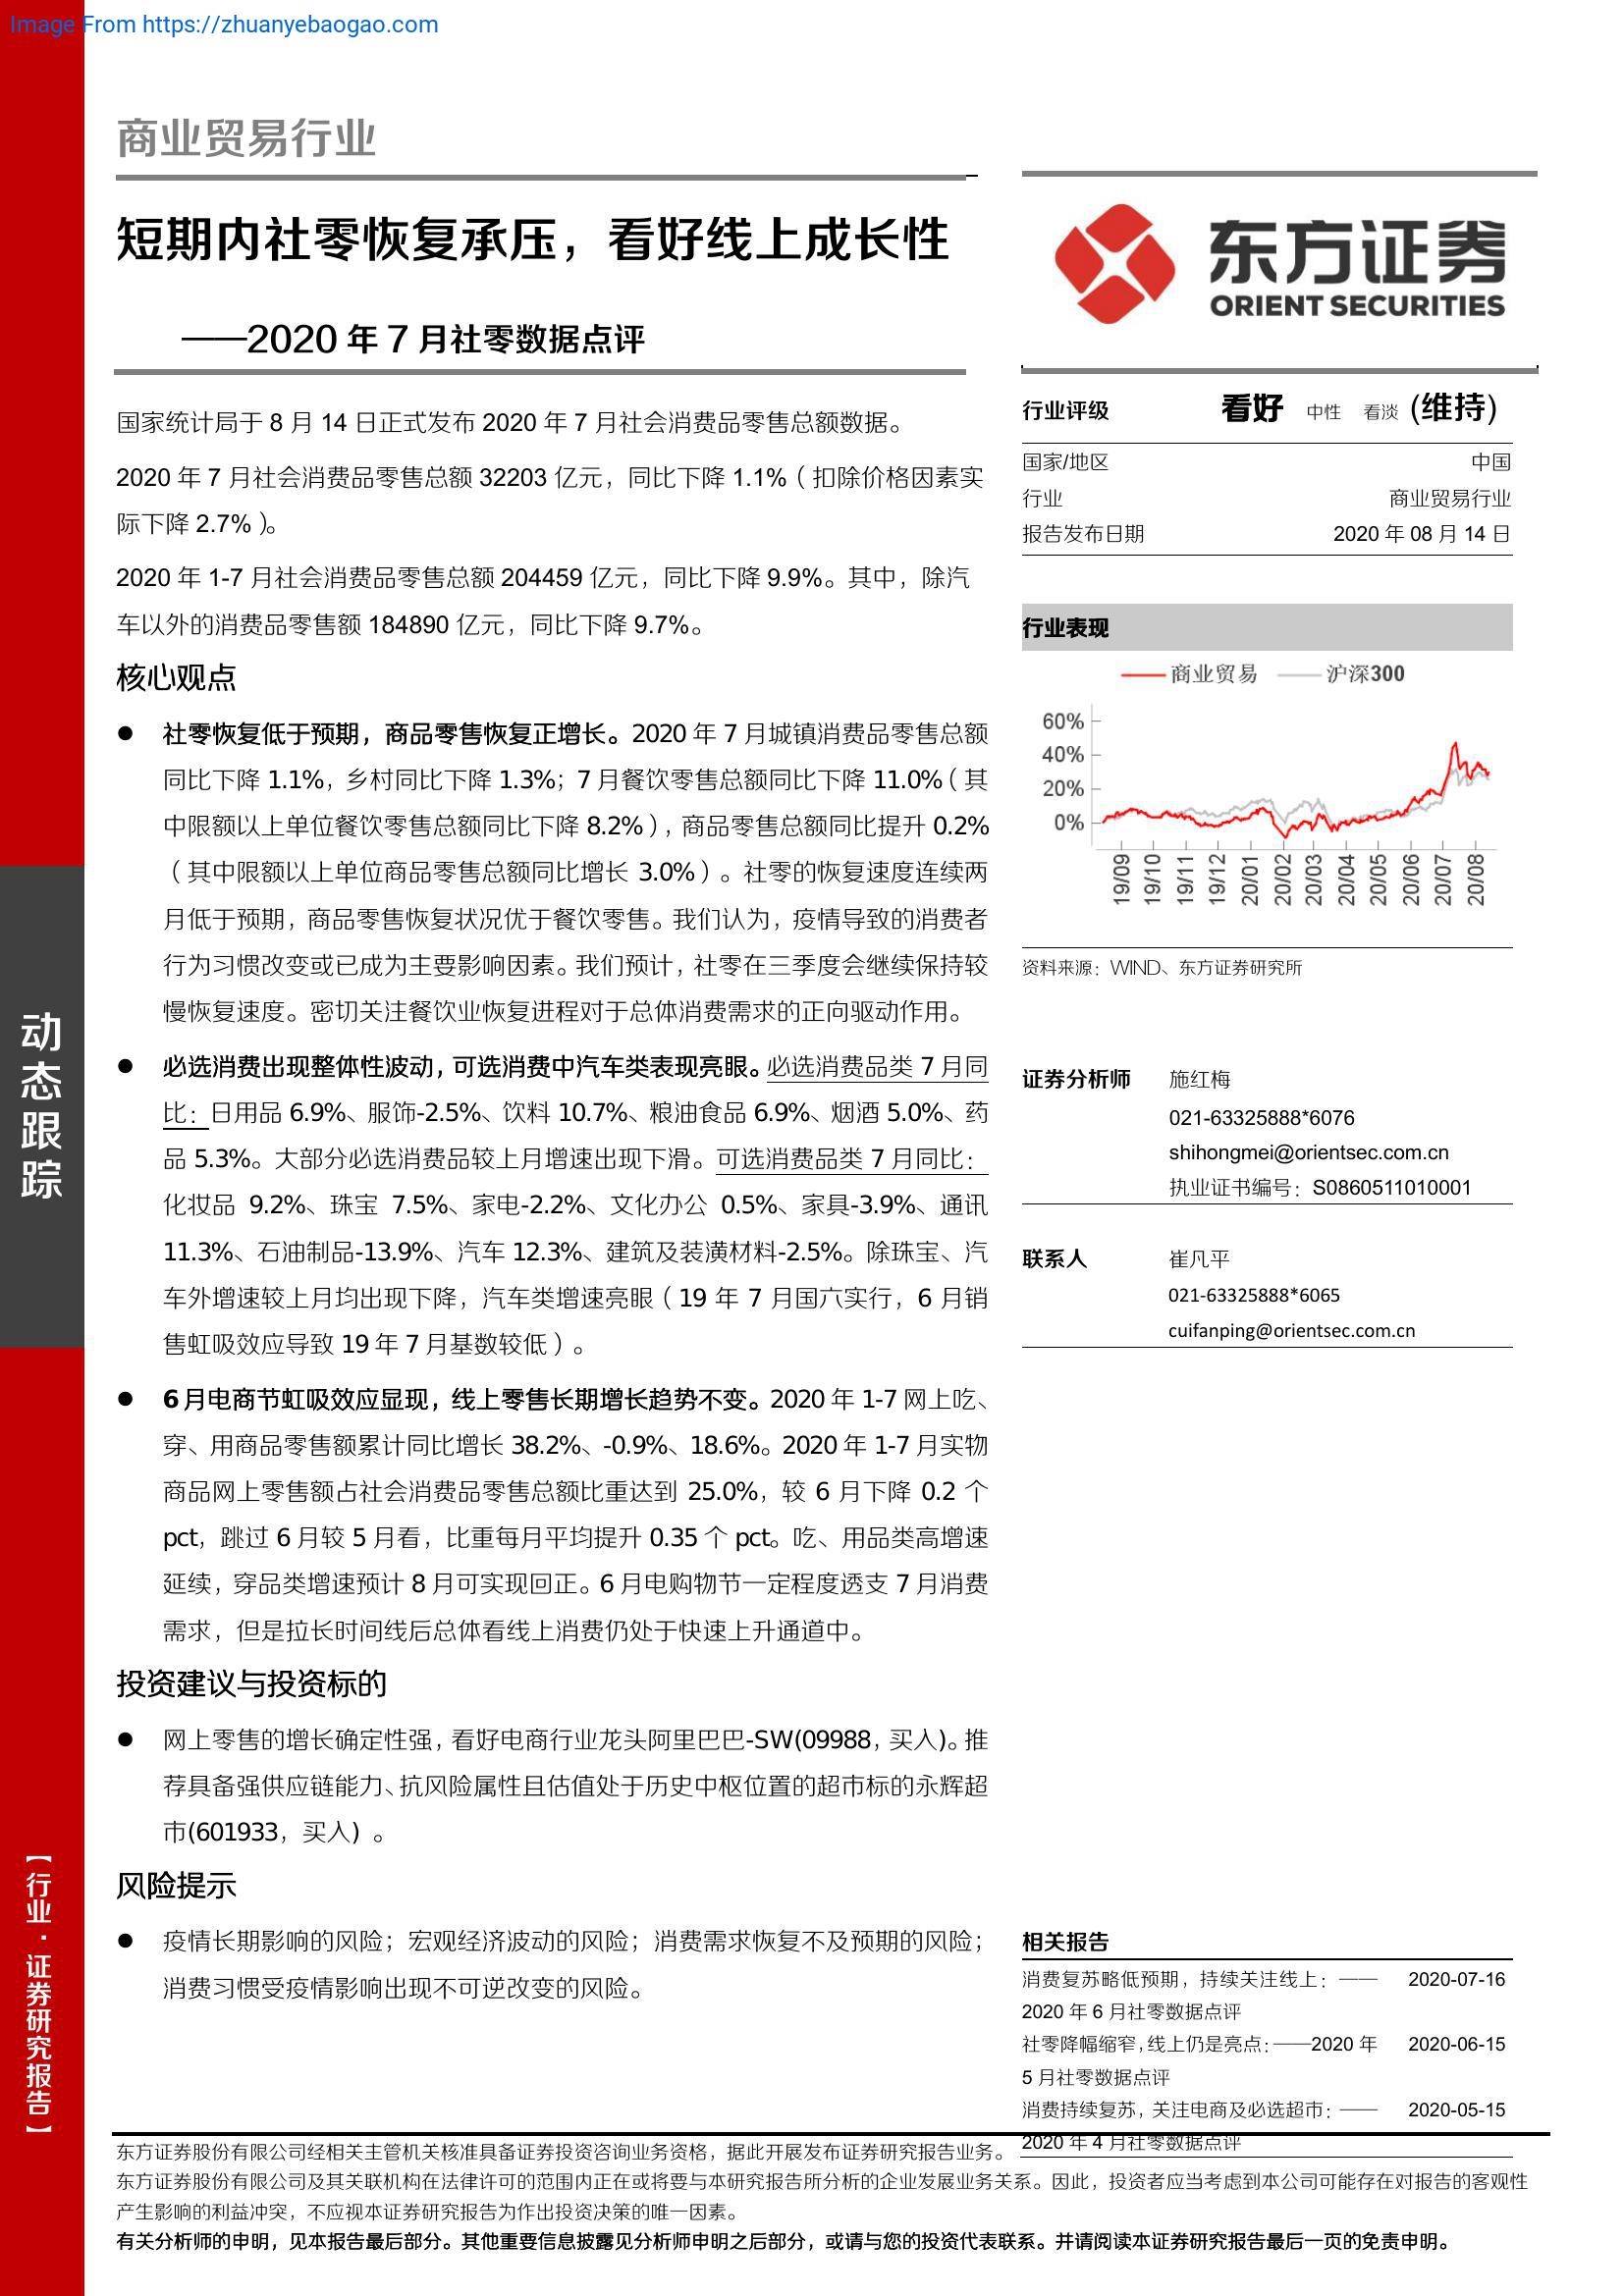 Image From https://zhuanyebaogao.com
商业贸易行业
短期内社零恢复承压，看好线上成长性
——2020 年 7 月社零数据点评
国家统计局于 8 月 14 日正式发布 2020 年 7 月社会消费品零售总额数据。
2020 年 7 月社会消费品零售总额 32203 亿元，同比下降 1.1%（扣除价格因素实
际下降 2.7%）。
2020 年 1-7 月社会消费品零售总额 204459 亿元，同比下降 9.9%。其中，除汽
车以外的消费品零售额 184890 亿元，同比下降 9.7%。
核心观点
● 社零恢复低于预期，商品零售恢复正增长。2020 年 7 月城镇消费品零售总额
同比下降 1.1%，乡村同比下降 1.3%；7 月餐饮零售总额同比下降 11.0%（其
中限额以上单位餐饮零售总额同比下降 8.2%），商品零售总额同比提升 0.2%
（其中限额以上单位商品零售总额同比增长 3.0%）。社零的恢复速度连续两
月低于预期，商品零售恢复状况优于餐饮零售。我们认为，疫情导致的消费者
行为习惯改变或已成为主要影响因素。我们预计，社零在三季度会继续保持较
慢恢复速度。密切关注餐饮业恢复进程对于总体消费需求的正向驱动作用。
● 必选消费出现整体性波动，可选消费中汽车类表现亮眼。必选消费品类 7 月同
比：日用品 6.9%、服饰-2.5%、饮料 10.7%、粮油食品 6.9%、烟酒 5.0%、药
品 5.3%。大部分必选消费品较上月增速出现下滑。可选消费品类 7 月同比：
化妆品 9.2%、珠宝 7.5%、家电-2.2%、文化办公 0.5%、家具-3.9%、通讯
11.3%、石油制品-13.9%、汽车 12.3%、建筑及装潢材料-2.5%。除珠宝、汽
车外增速较上月均出现下降，汽车类增速亮眼（19 年 7 月国六实行，6 月销
售虹吸效应导致 19 年 7 月基数较低）。
● 6 月电商节虹吸效应显现，线上零售长期增长趋势不变。2020 年 1-7 网上吃、
穿、用商品零售额累计同比增长 38.2%、-0.9%、18.6%。2020 年 1-7 月实物
商品网上零售额占社会消费品零售总额比重达到 25.0%，较 6 月下降 0.2 个
pct，跳过 6 月较 5 月看，比重每月平均提升 0.35 个 pct。吃、用品类高增速
延续，穿品类增速预计 8 月可实现回正。6 月电购物节一定程度透支 7 月消费
需求，但是拉长时间线后总体看线上消费仍处于快速上升通道中。
投资建议与投资标的
● 网上零售的增长确定性强，看好电商行业龙头阿里巴巴-SW(09988，买入)。推
荐具备强供应链能力、抗风险属性且估值处于历史中枢位置的超市标的永辉超
市(601933，买入) 。
风险提示
● 疫情长期影响的风险；宏观经济波动的风险；消费需求恢复不及预期的风险；
消费习惯受疫情影响出现不可逆改变的风险。
东方证券
ORIENT SECURITIES
行业评级 看好 中性 看淡 (维持)
国家/地区 中国
行业 商业贸易行业
报告发布日期 2020 年 08 月 14 日
行业表现
商业贸易 沪深300
60%
40%
20%
0%
19/09 19/10 19/11 19/12 20/01 20/02 20/03 20/04 20/05 20/06 20/07 20/08
资料来源：WIND、东方证券研究所
证券分析师 施红梅
021-63325888*6076
shihongmei@orientsec.com.cn
执业证书编号：S0860511010001
联系人 崔凡平
021-63325888*6065
cuifanping@orientsec.com.cn
相关报告
消费复苏略低预期，持续关注线上：—— 2020-07-16
2020 年 6 月社零数据点评
社零降幅缩窄，线上仍是亮点：——2020 年 2020-06-15
5 月社零数据点评
消费持续复苏，关注电商及必选超市：—— 2020-05-15
2020 年 4 月社零数据点评
动态跟踪
【行业·证券研究报告】
东方证券股份有限公司经相关主管机关核准具备证券投资咨询业务资格，据此开展发布证券研究报告业务。
东方证券股份有限公司及其关联机构在法律许可的范围内正在或将要与本研究报告所分析的企业发展业务关系。因此，投资者应当考虑到本公司可能存在对报告的客观性
产生影响的利益冲突，不应视本证券研究报告为作出投资决策的唯一因素。
有关分析师的申明，见本报告最后部分。其他重要信息披露见分析师申明之后部分，或请与您的投资代表联系。并请阅读本证券研究报告最后一页的免责申明。